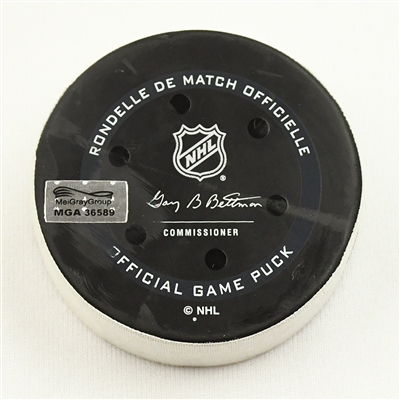 RONDELLE DE MATCH OFFICIELLE
NHL
®
Gary B Bettman
COMMISSIONER
MeiGrayGroup
MGA 36589
OFFICIAL GAME PUCK
© NHL